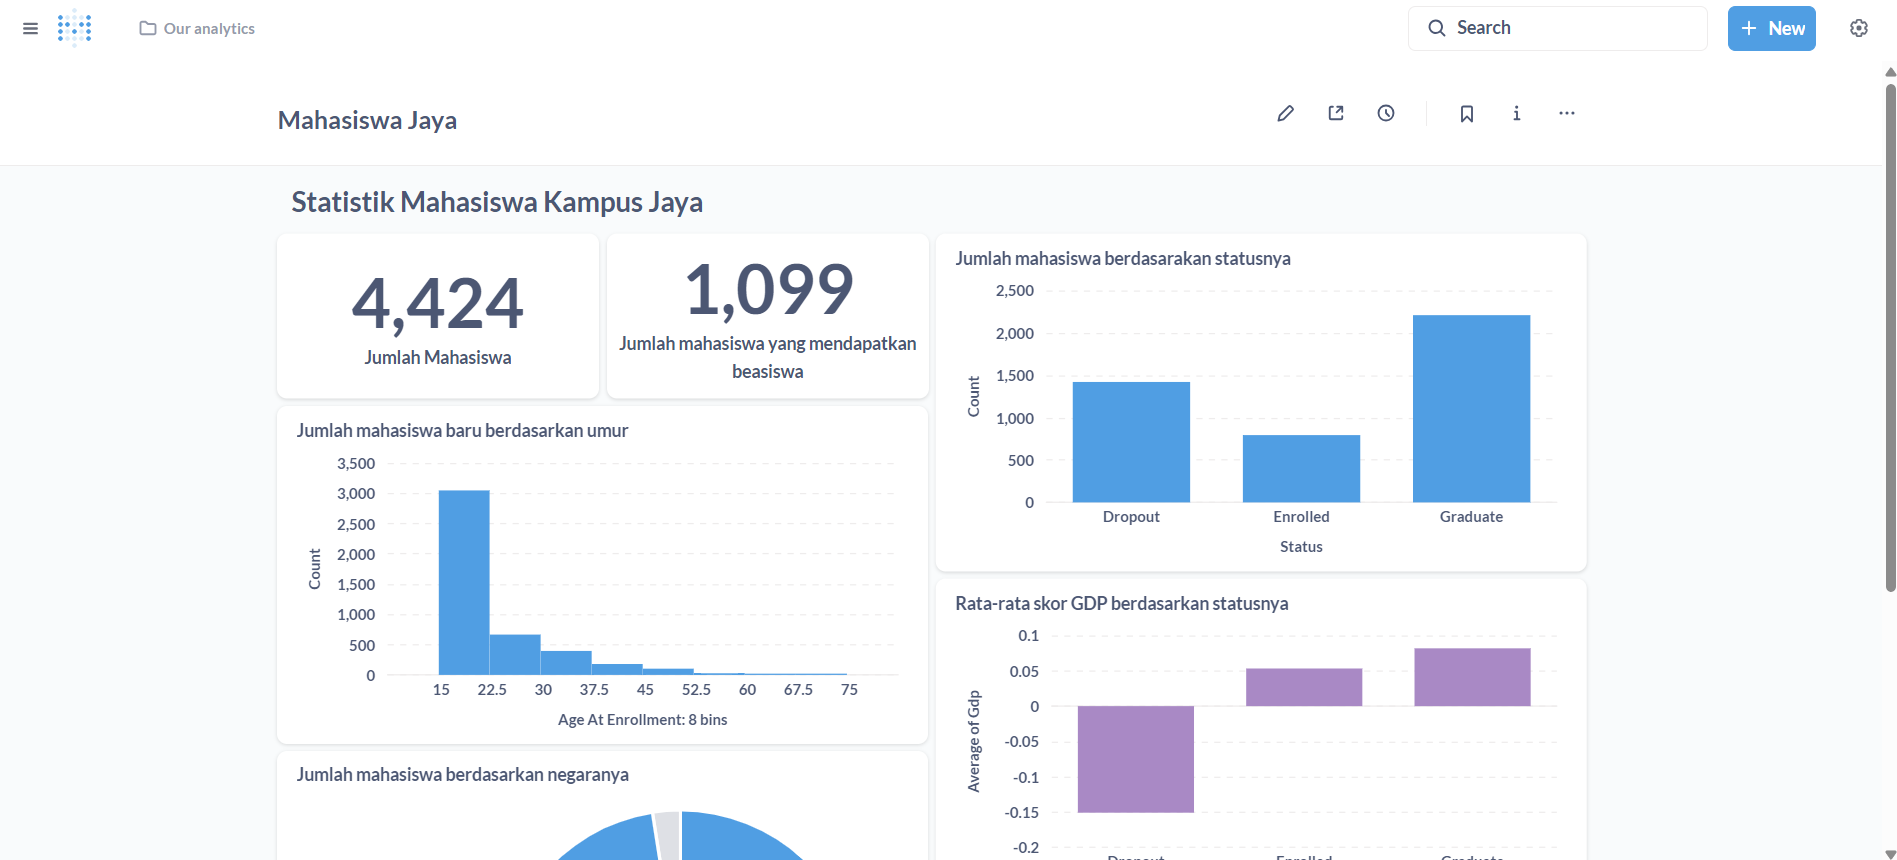 Our analytics
Search
New
Mahasiswa Jaya
Statistik Mahasiswa Kampus Jaya
4,424
Jumlah Mahasiswa
1,099
Jumlah mahasiswa yang mendapatkan
beasiswa
Jumlah mahasiswa berdasarakan statusnya
2,500
2,000
1,500
1,000
500
0
Count
Dropout Enrolled Graduate
Status
Jumlah mahasiswa baru berdasarkan umur
3,500
3,000
2,500
2,000
1,500
1,000
500
0
Count
15 22.5 30 37.5 45 52.5 60 67.5 75
Age At Enrollment: 8 bins
Rata-rata skor GDP berdasarkan statusnya
0.1
0.05
0
-0.05
-0.1
-0.15
-0.2
Average of Gdp
Dropout Enrolled Graduate
Jumlah mahasiswa berdasarkan negaranya